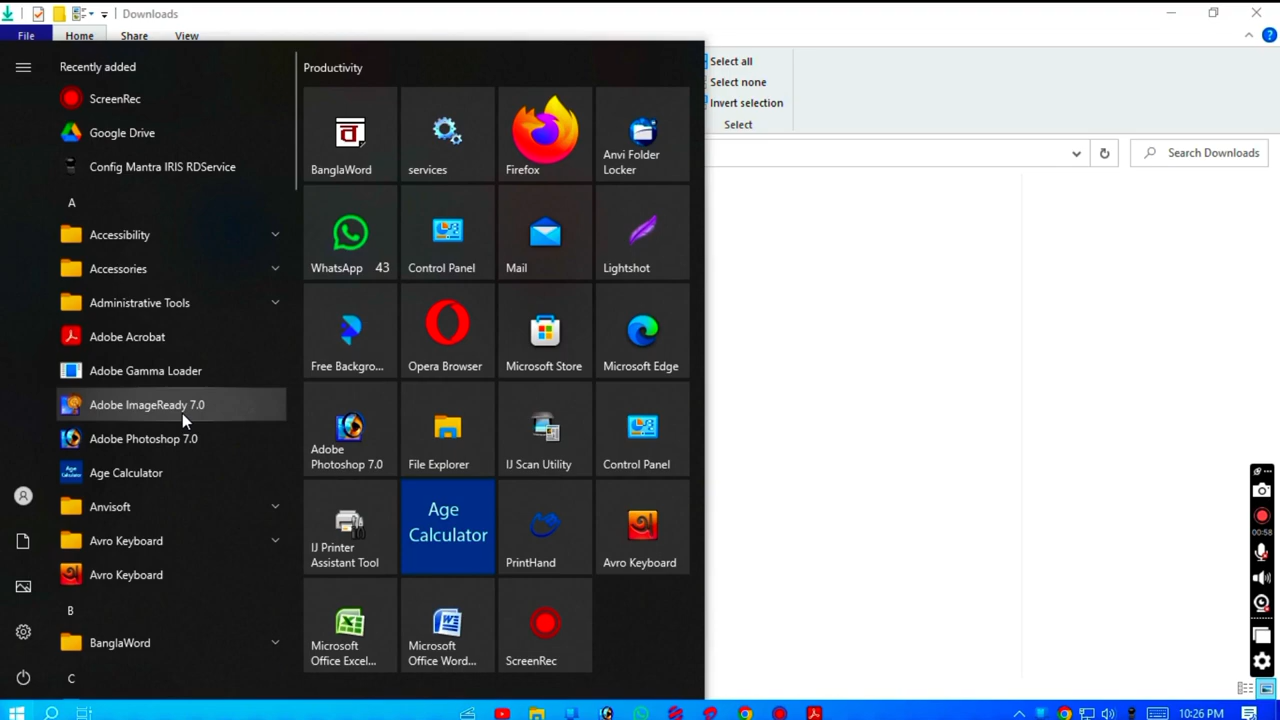 Downloads
File
Home
Share
View
Recently added
ScreenRec
Google Drive
Config Mantra IRIS RDService
A
Accessibility
Accessories
Administrative Tools
Adobe Acrobat
Adobe Gamma Loader
Adobe ImageReady 7.0
Adobe Photoshop 7.0
Age Calculator
Anvisoft
Avro Keyboard
Avro Keyboard
B
BanglaWord
C
Productivity
BanglaWord
services
Firefox
Anvi Folder
Locker
WhatsApp 43
Control Panel
Mail
Lightshot
Free Backgro...
Opera Browser
Microsoft Store
Microsoft Edge
Adobe
Photoshop 7.0
File Explorer
IJ Scan Utility
Control Panel
IJ Printer
Assistant Tool
Age
Calculator
PrintHand
Avro Keyboard
Microsoft
Office Excel...
Microsoft
Office Word...
ScreenRec
Select all
Select none
Invert selection
Select
Search Downloads
00:58
10:26 PM